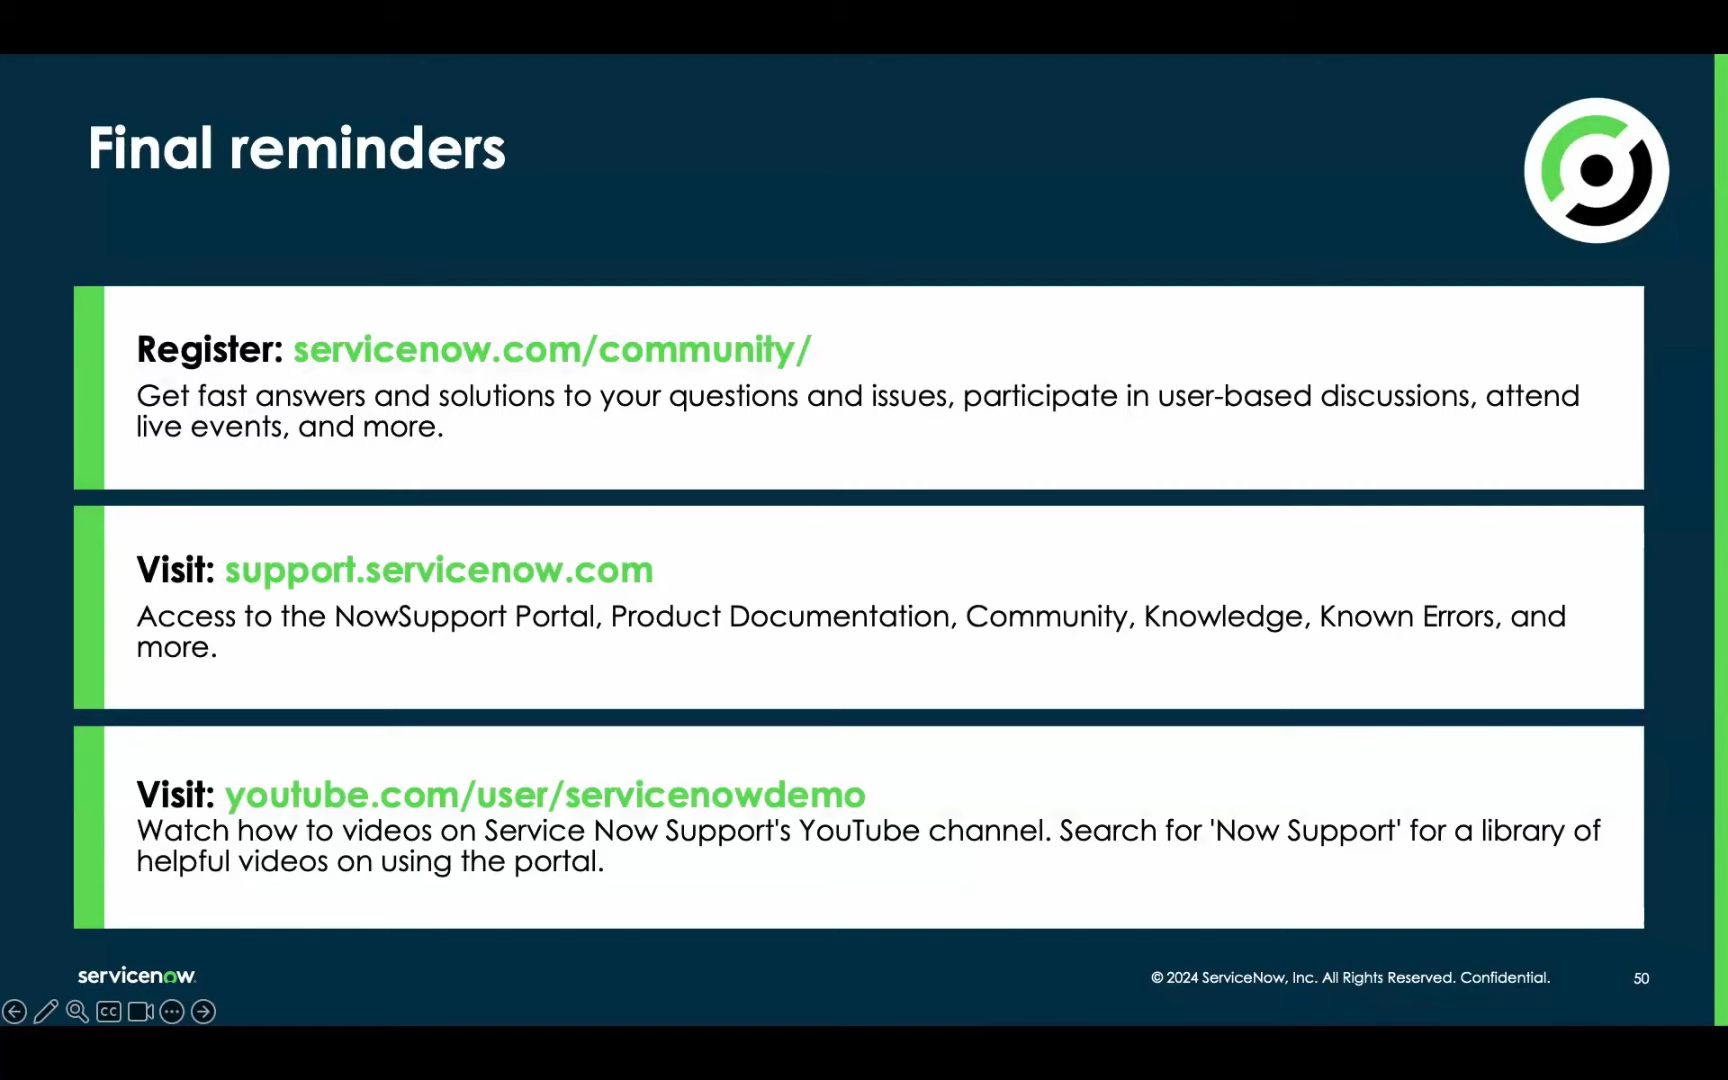 Final reminders
Register: servicenow.com/community/
Get fast answers and solutions to your questions and issues, participate in user-based discussions, attend
live events, and more.
Visit: support.servicenow.com
Access to the NowSupport Portal, Product Documentation, Community, Knowledge, Known Errors, and
more.
Visit: youtube.com/user/servicenowdemo
Watch how to videos on Service Now Support's YouTube channel. Search for 'Now Support' for a library of
helpful videos on using the portal.
servicenow.
© 2024 ServiceNow, Inc. All Rights Reserved. Confidential.
50
CC